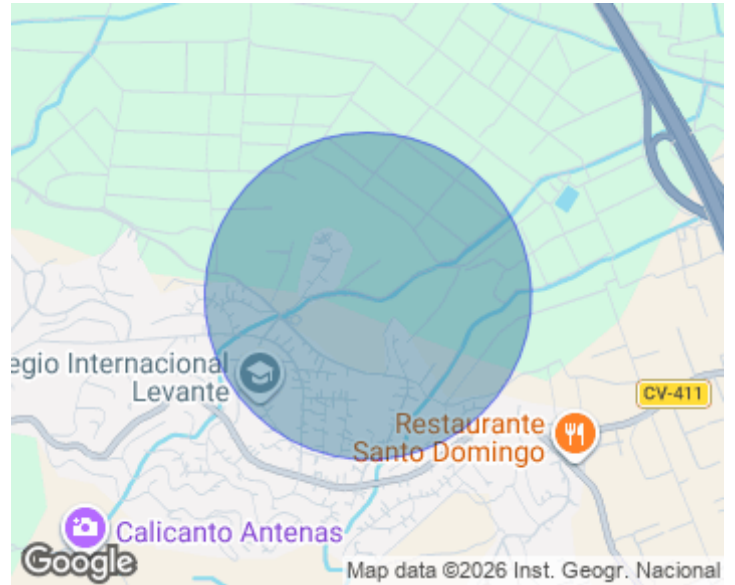 egio Internacional
Levante
CV-411
Restaurante
Santo Domingo
Calicanto Antenas
Google
Map data ©2026 Inst. Geogr. Nacional